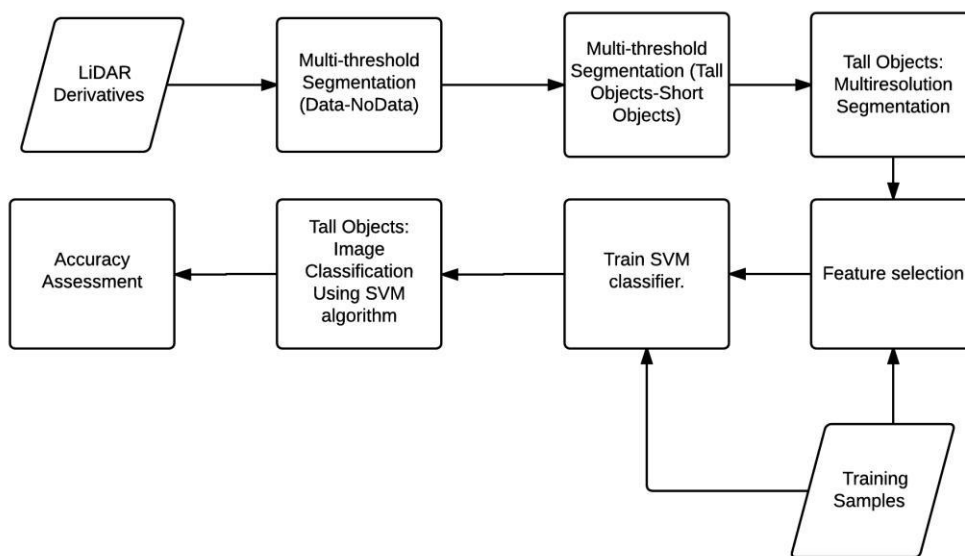 LiDAR
Derivatives
Multi-threshold
Segmentation
(Data-NoData)
Multi-threshold
Segmentation (Tall
Objects-Short
Objects)
Tall Objects:
Multiresolution
Segmentation
Accuracy
Assessment
Tall Objects:
Image
Classification
Using SVM
algorithm
Train SVM
classifier.
Feature selection
Training
Samples